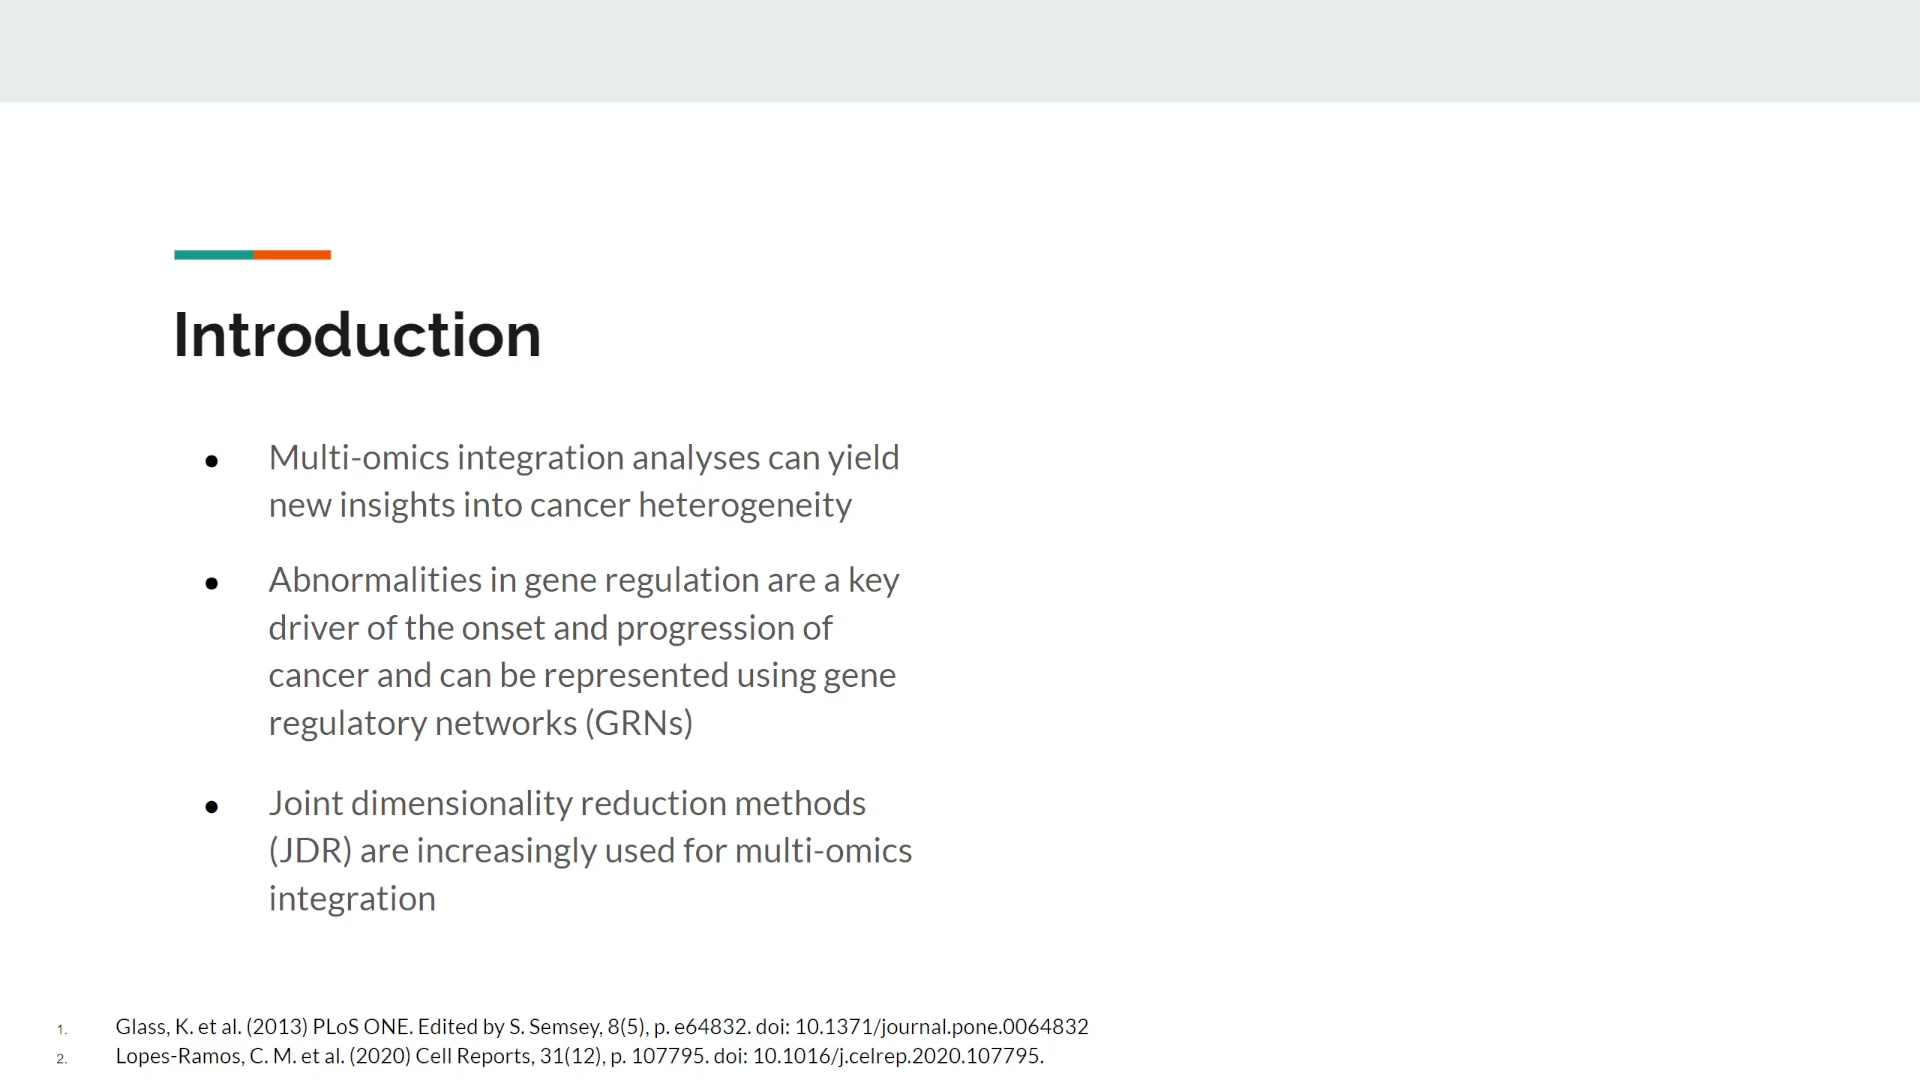 Introduction
● Multi-omics integration analyses can yield
new insights into cancer heterogeneity
● Abnormalities in gene regulation are a key
driver of the onset and progression of
cancer and can be represented using gene
regulatory networks (GRNs)
● Joint dimensionality reduction methods
(JDR) are increasingly used for multi-omics
integration
1. Glass, K. et al. (2013) PLoS ONE. Edited by S. Semsey, 8(5), p. e64832. doi: 10.1371/journal.pone.0064832
2. Lopes-Ramos, C. M. et al. (2020) Cell Reports, 31(12), p. 107795. doi: 10.1016/j.celrep.2020.107795.